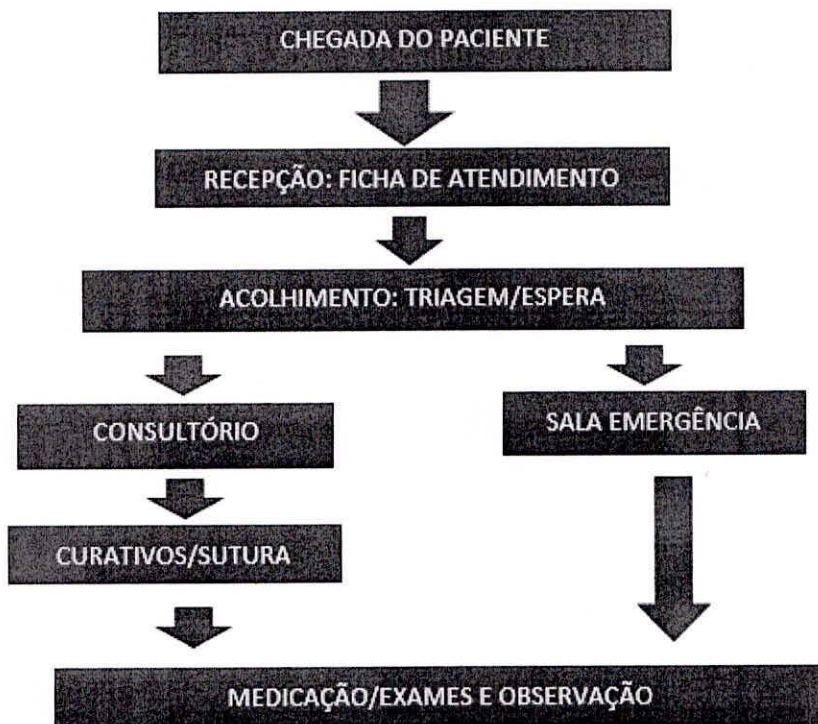 CHEGADA DO PACIENTE
RECEPÇÃO: FICHA DE ATENDIMENTO
ACOLHIMENTO: TRIAGEM/ESPERA
CONSULTÓRIO
SALA EMERGÊNCIA
CURATIVOS/SUTURA
MEDICAÇÃO/EXAMES E OBSERVAÇÃO